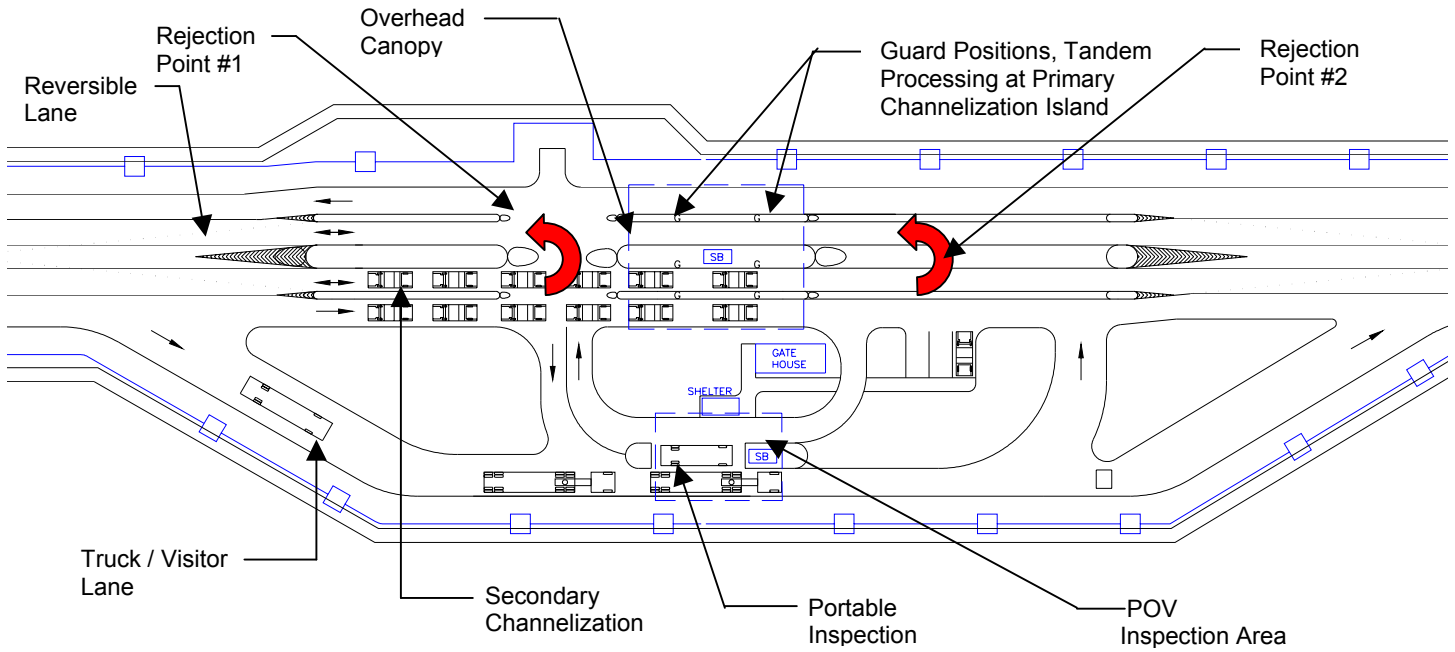 Overhead
Canopy
Rejection
Point #1
Reversible
Lane
Guard Positions, Tandem
Processing at Primary
Channelization Island
Rejection
Point #2
G
G
SB
G
G
G
G
GATE
HOUSE
SHELTER
SB
Truck / Visitor
Lane
Secondary
Channelization
Portable
Inspection
POV
Inspection Area